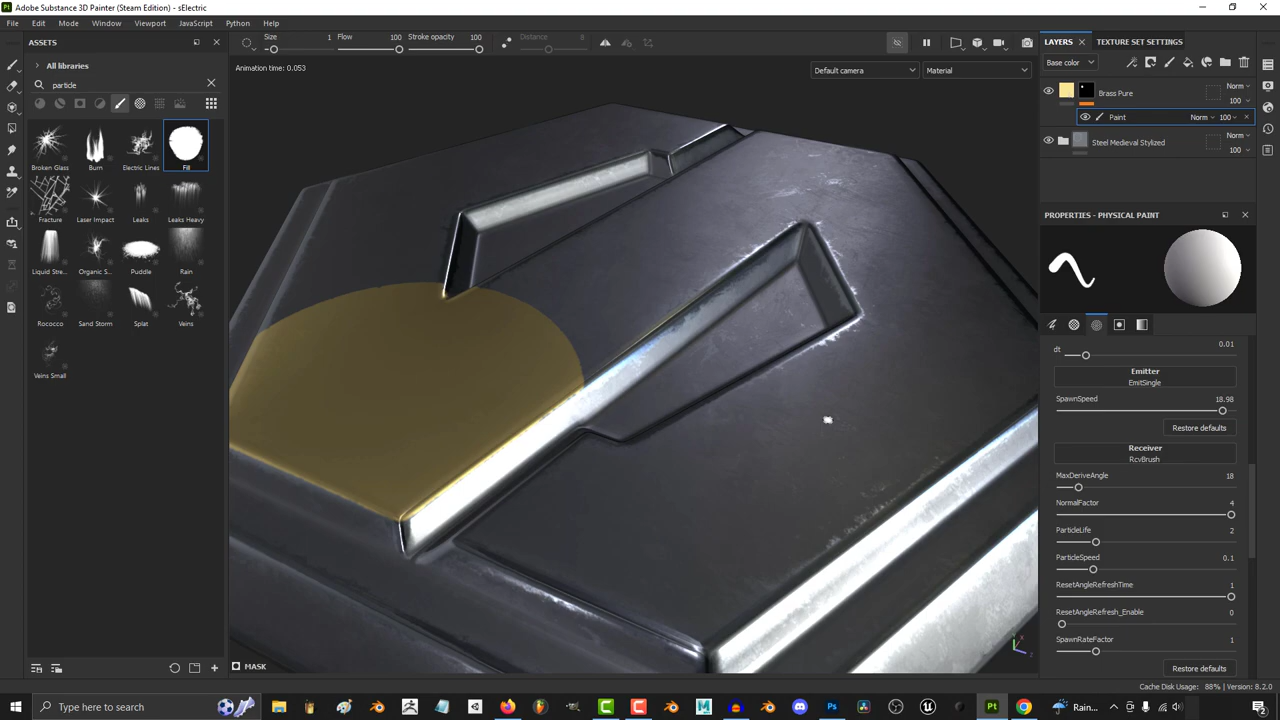 Pt Adobe Substance 3D Painter (Steam Edition) - sElectric
File Edit Mode Window Viewport JavaScript Python Help
ASSETS
Size 1 Flow 100 Stroke opacity 100 Distance 8
All libraries
particle
Broken Glass Burn Electric Lines Fill
Fracture Laser Impact Leaks Leaks Heavy
Liquid Stre... Organic S... Puddle Rain
Rococco Sand Storm Splat Veins
Veins Small
Animation time: 0.053
Default camera Material
MASK
LAYERS TEXTURE SET SETTINGS
Base color
Brass Pure Norm 100
Paint Norm 100
Steel Medieval Stylized Norm 100
PROPERTIES - PHYSICAL PAINT
dt 0.01
Emitter
EmitSingle
SpawnSpeed 18.98
Restore defaults
Receiver
RcvBrush
MaxDeriveAngle 18
NormalFactor 4
ParticleLife 2
ParticleSpeed 0.1
ResetAngleRefreshTime 1
ResetAngleRefresh_Enable 0
SpawnRateFactor 1
Restore defaults
Cache Disk Usage: 88% | Version: 8.2.0
Type here to search
Rain...